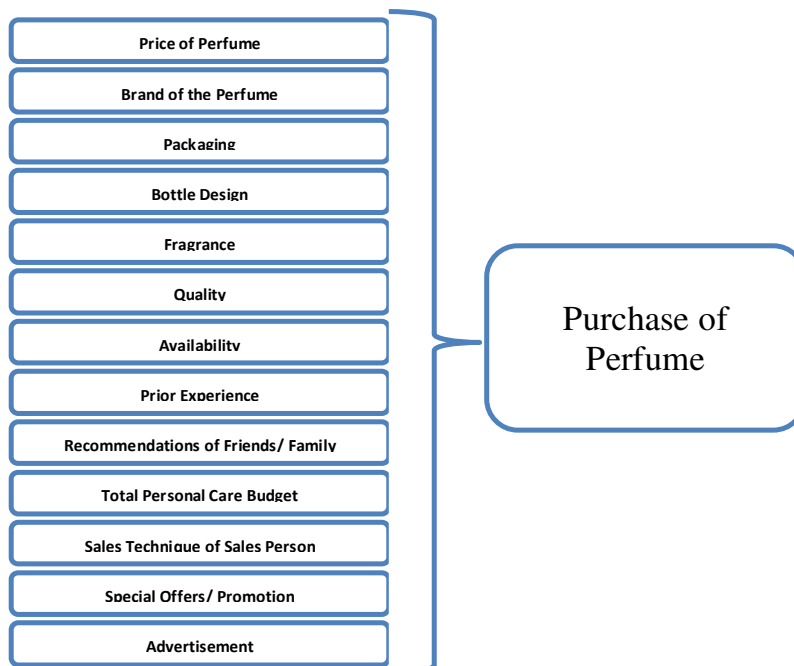 Price of Perfume
Brand of the Perfume
Packaging
Bottle Design
Fragrance
Quality
Availability
Prior Experience
Recommendations of Friends/ Family
Total Personal Care Budget
Sales Technique of Sales Person
Special Offers/ Promotion
Advertisement
Purchase of
Perfume